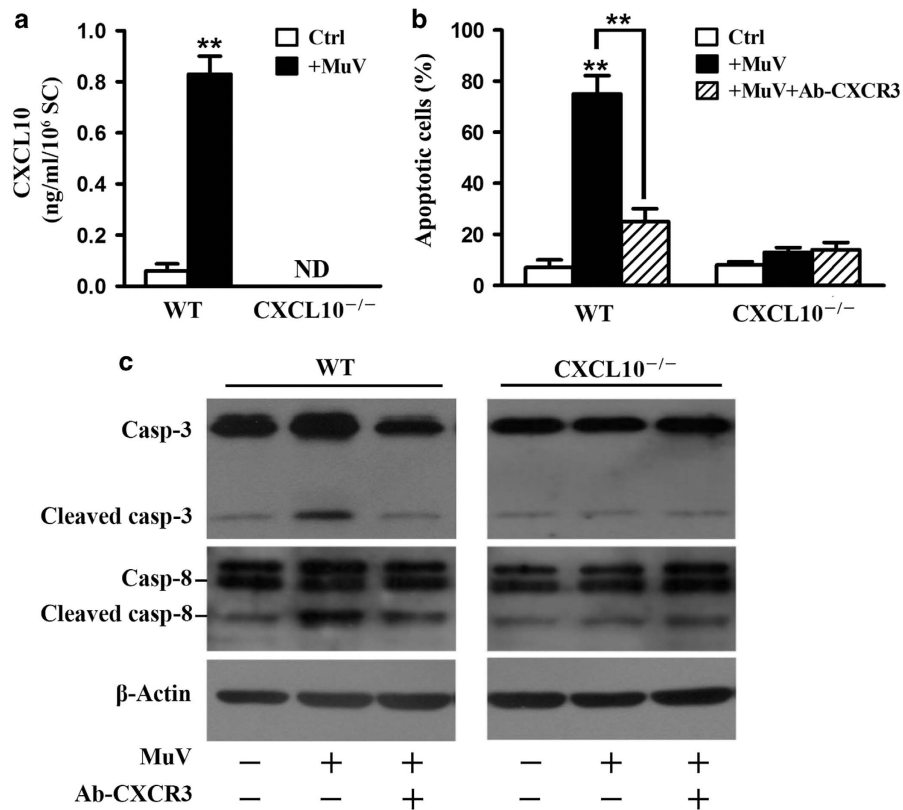 a
CXCL10
(ng/ml/10⁶ SC)
1.0
0.8
0.6
0.4
0.2
0.0
**
ND
WT
CXCL10⁻/⁻
Ctrl
+MuV
b
Apoptotic cells (%)
100
80
60
40
20
0
**
**
WT
CXCL10⁻/⁻
Ctrl
+MuV
+MuV+Ab-CXCR3
c
WT
CXCL10⁻/⁻
Casp-3
Cleaved casp-3
Casp-8
Cleaved casp-8
β-Actin
MuV − + + − + +
Ab-CXCR3 − − + − − +